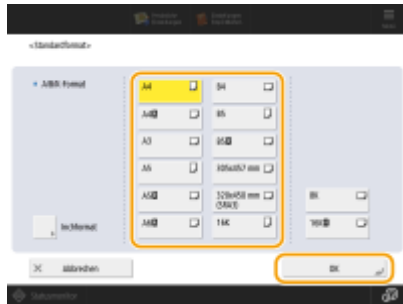 <Standardformat>
A/B/K-Format
A4
B4
A4R
B5
A3
B5R
A5
305x457 mm
A5R
320x450 mm
(SRA3)
8K
Inchformat
A6R
16K
16KR
Abbrechen
OK
Statusmonitor